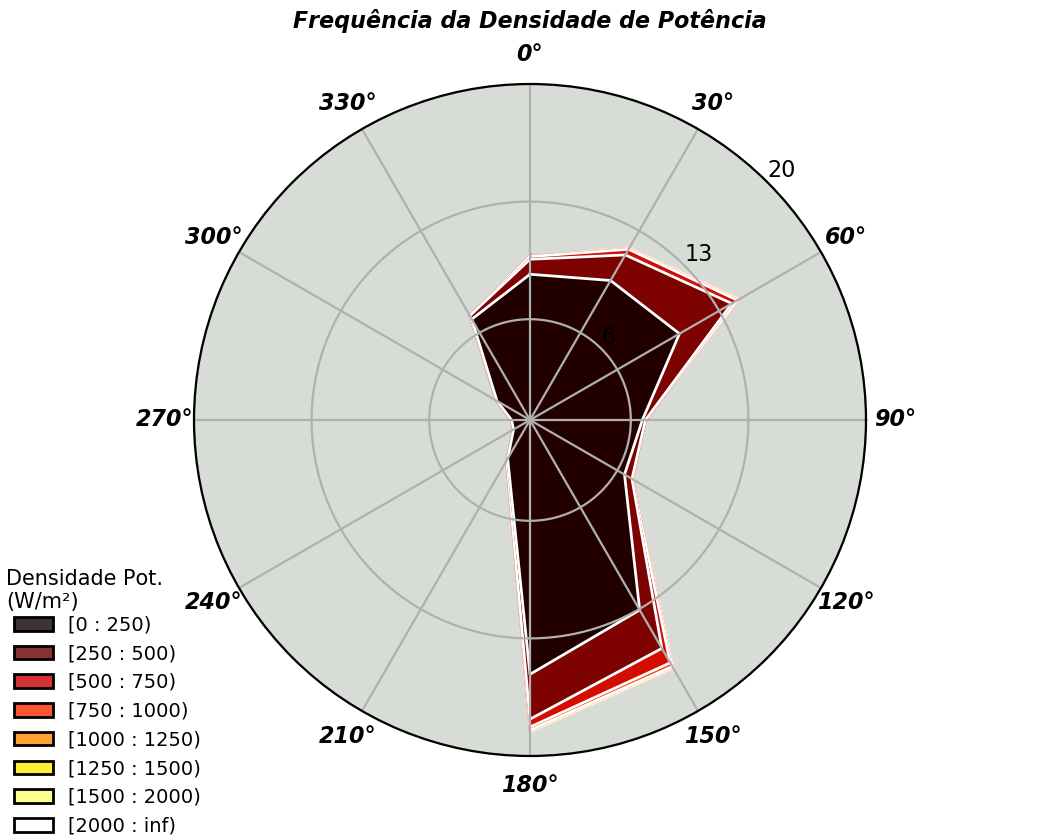 Frequência da Densidade de Potência
0°
330°
30°
20
300°
60°
13
6
270°
90°
240°
120°
210°
150°
180°
Densidade Pot.
(W/m²)
[0 : 250)
[250 : 500)
[500 : 750)
[750 : 1000)
[1000 : 1250)
[1250 : 1500)
[1500 : 2000)
[2000 : inf)